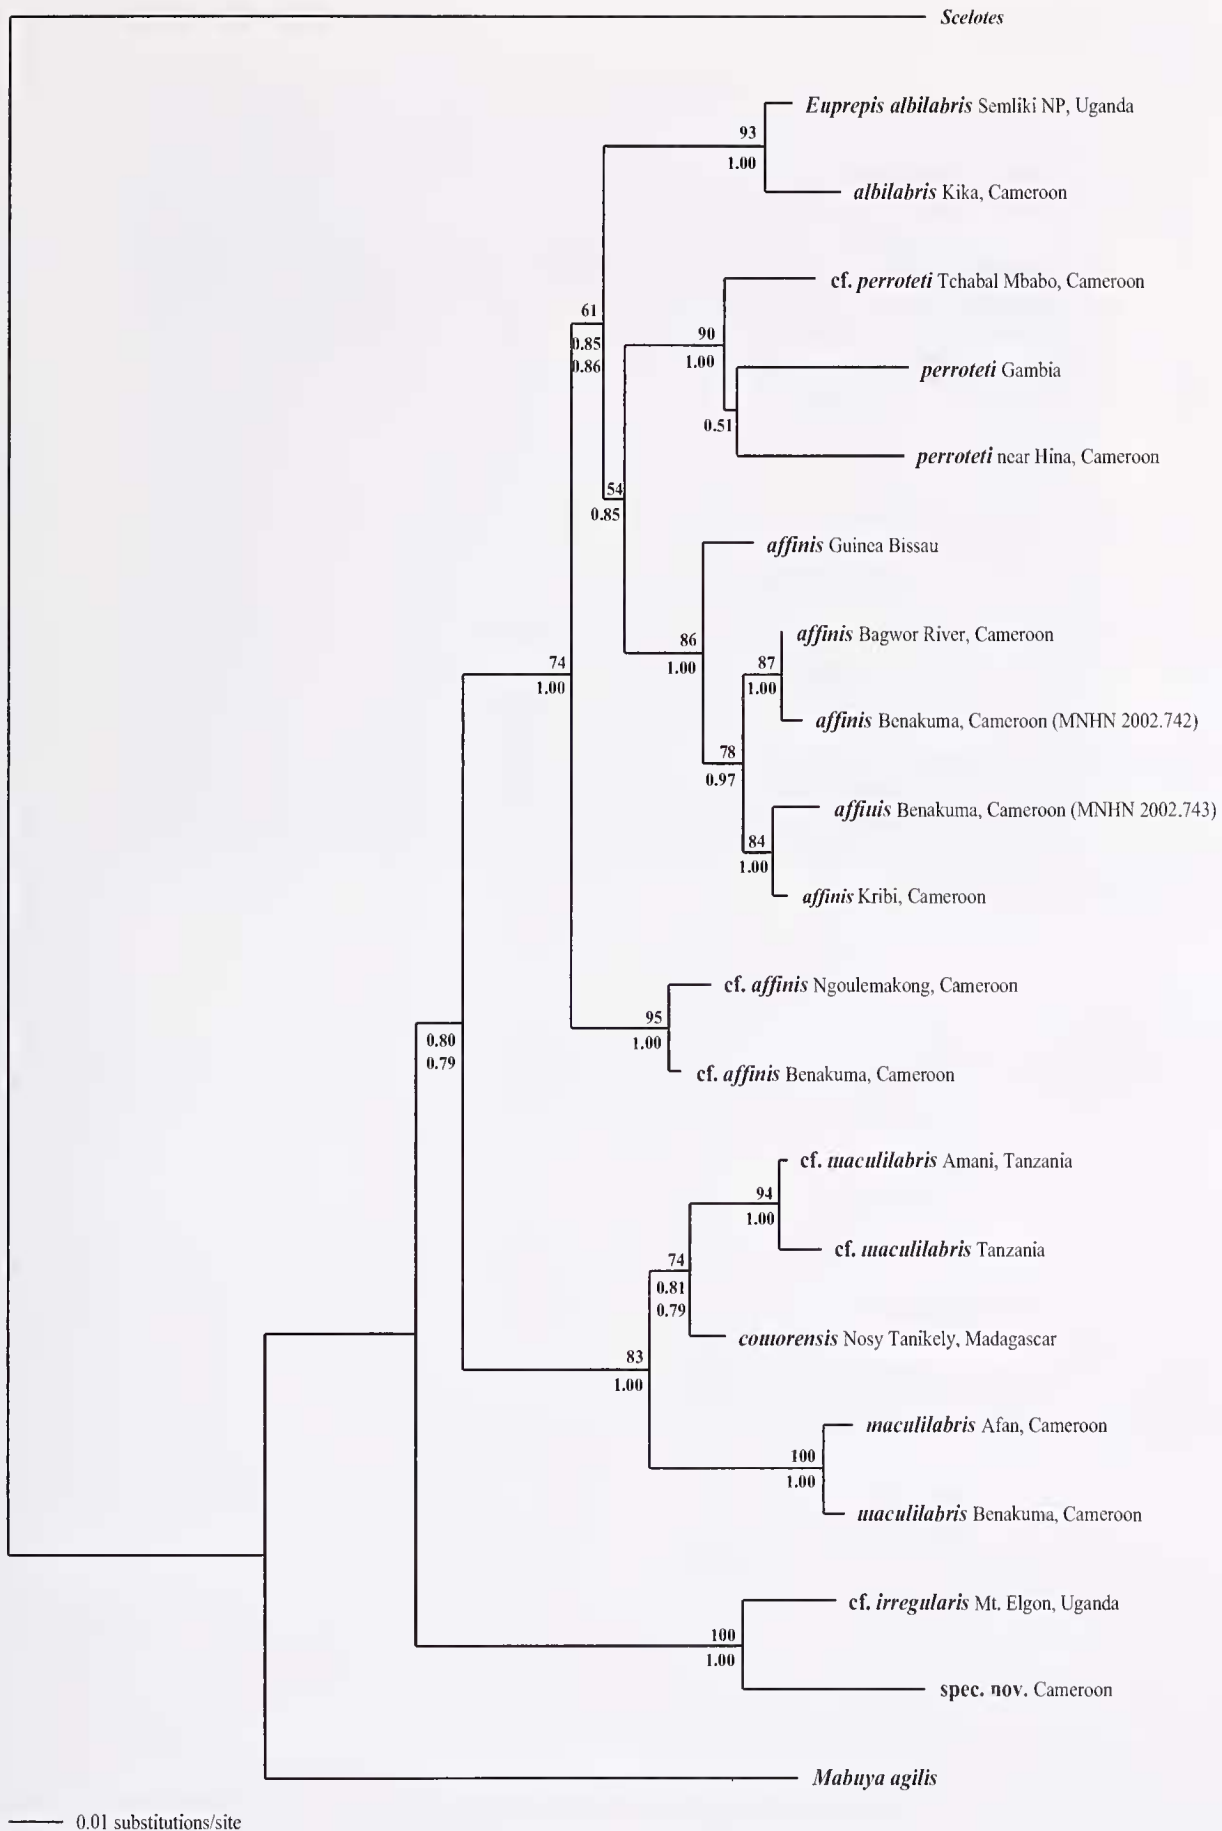 Scelotes
Euprepis albilabris Semliki NP, Uganda
93
1.00
albilabris Kika, Cameroon
cf. perroteti Tchabal Mbabo, Cameroon
61
0.85
0.86
90
1.00
perroteti Gambia
0.51
perroteti near Hina, Cameroon
54
0.85
affinis Guinea Bissau
affinis Bagwor River, Cameroon
86
1.00
87
1.00
74
1.00
affinis Benakuma, Cameroon (MNHN 2002.742)
78
0.97
affinis Benakuma, Cameroon (MNHN 2002.743)
84
1.00
affinis Kribi, Cameroon
cf. affinis Ngoulemakong, Cameroon
95
1.00
0.80
0.79
cf. affinis Benakuma, Cameroon
cf. maculilabris Amani, Tanzania
94
1.00
cf. maculilabris Tanzania
74
0.81
0.79
comorensis Nosy Tanikely, Madagascar
83
1.00
maculilabris Afan, Cameroon
100
1.00
maculilabris Benakuma, Cameroon
cf. irregularis Mt. Elgon, Uganda
100
1.00
spec. nov. Cameroon
Mabuya agilis
0.01 substitutions/site